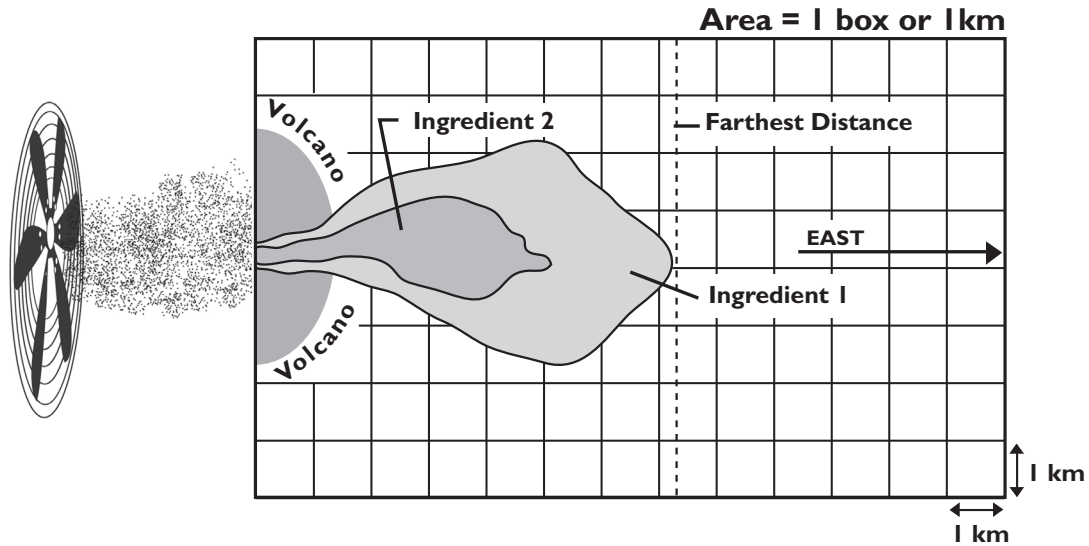 Area = 1 box or 1km
Volcano
Ingredient 2
Farthest Distance
EAST
Ingredient 1
Volcano
1 km
1 km